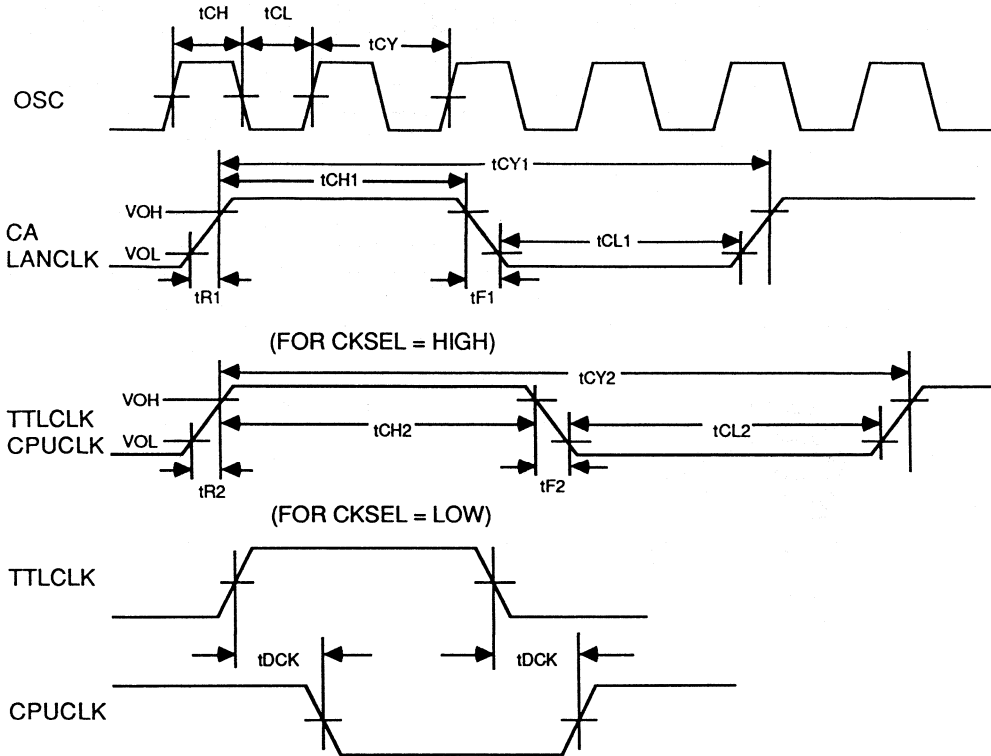 tCH tCL tCY
OSC
tCY1
tCH1
VOH
CA
LANCLK
VOL
tCL1
tR1 tF1
(FOR CKSEL = HIGH)
tCY2
VOH
TTLCLK
CPUCLK
VOL
tCH2 tCL2
tR2 tF2
(FOR CKSEL = LOW)
TTLCLK
tDCK tDCK
CPUCLK